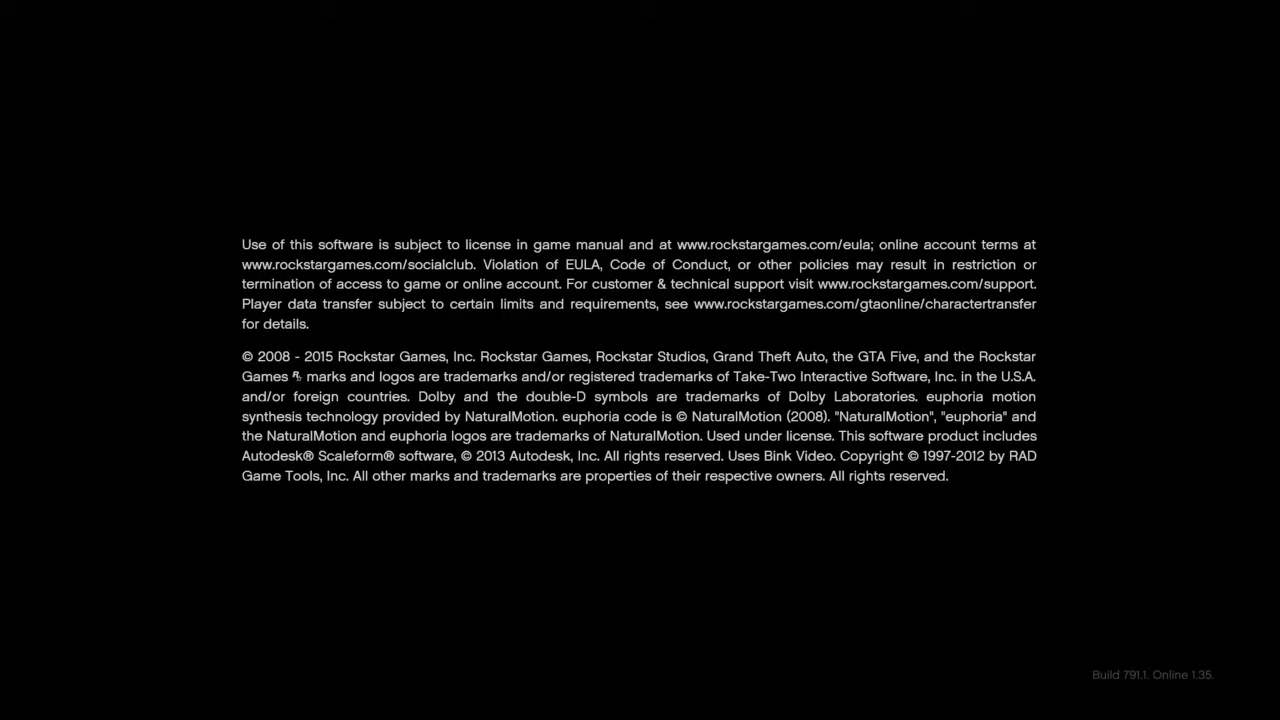 Use of this software is subject to license in game manual and at www.rockstargames.com/eula; online account terms at
www.rockstargames.com/socialclub. Violation of EULA, Code of Conduct, or other policies may result in restriction or
termination of access to game or online account. For customer & technical support visit www.rockstargames.com/support.
Player data transfer subject to certain limits and requirements, see www.rockstargames.com/gtaonline/charactertransfer
for details.
© 2008 - 2015 Rockstar Games, Inc. Rockstar Games, Rockstar Studios, Grand Theft Auto, the GTA Five, and the Rockstar
Games R* marks and logos are trademarks and/or registered trademarks of Take-Two Interactive Software, Inc. in the U.S.A.
and/or foreign countries. Dolby and the double-D symbols are trademarks of Dolby Laboratories. euphoria motion
synthesis technology provided by NaturalMotion. euphoria code is © NaturalMotion (2008). "NaturalMotion", "euphoria" and
the NaturalMotion and euphoria logos are trademarks of NaturalMotion. Used under license. This software product includes
Autodesk® Scaleform® software, © 2013 Autodesk, Inc. All rights reserved. Uses Bink Video. Copyright © 1997-2012 by RAD
Game Tools, Inc. All other marks and trademarks are properties of their respective owners. All rights reserved.
Build 791.1. Online 1.35.